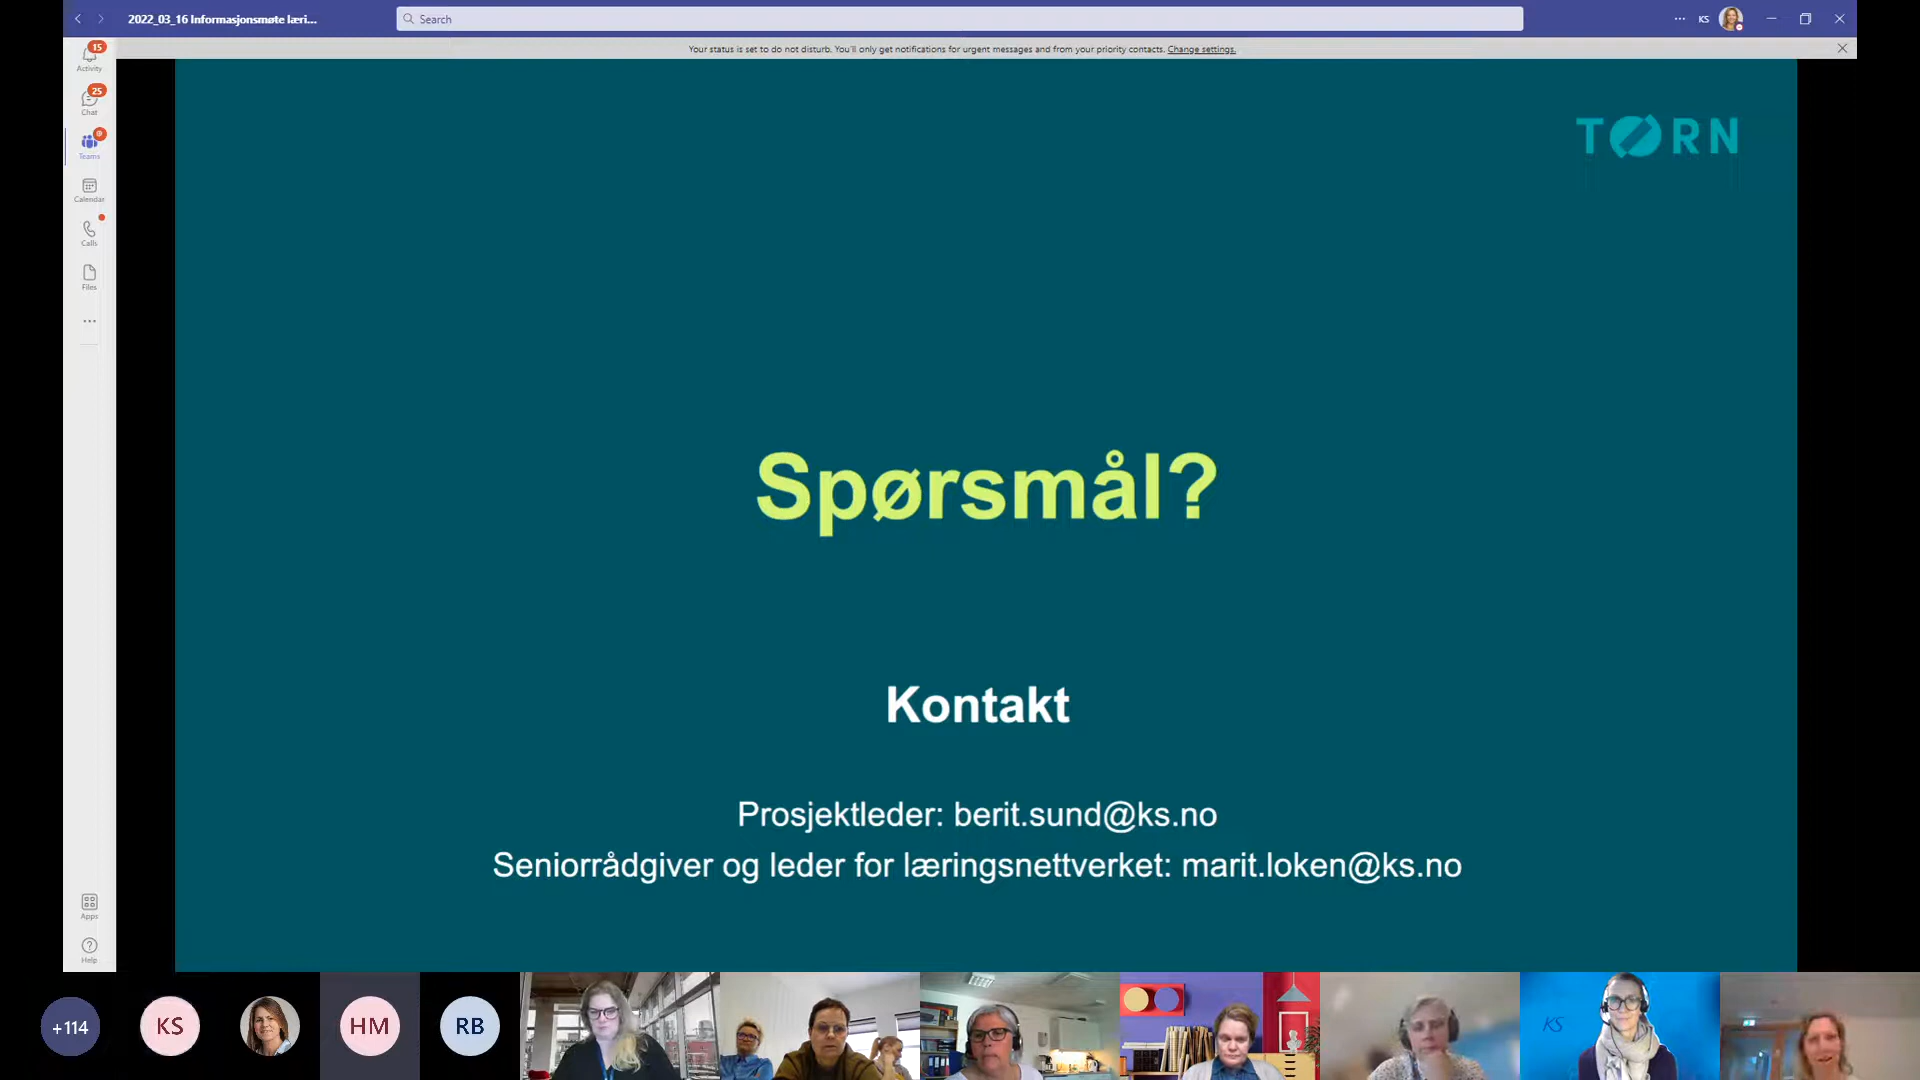 2022_03_16 Informasjonsmøte læri...
Search
KS
Your status is set to do not disturb. You'll only get notifications for urgent messages and from your priority contacts. Change settings.
15
Activity
25
Chat
Teams
Calendar
Calls
Files
Apps
Help
TØRN
Spørsmål?
Kontakt
Prosjektleder: berit.sund@ks.no
Seniorrådgiver og leder for læringsnettverket: marit.loken@ks.no
+114
KS
HM
RB
KS